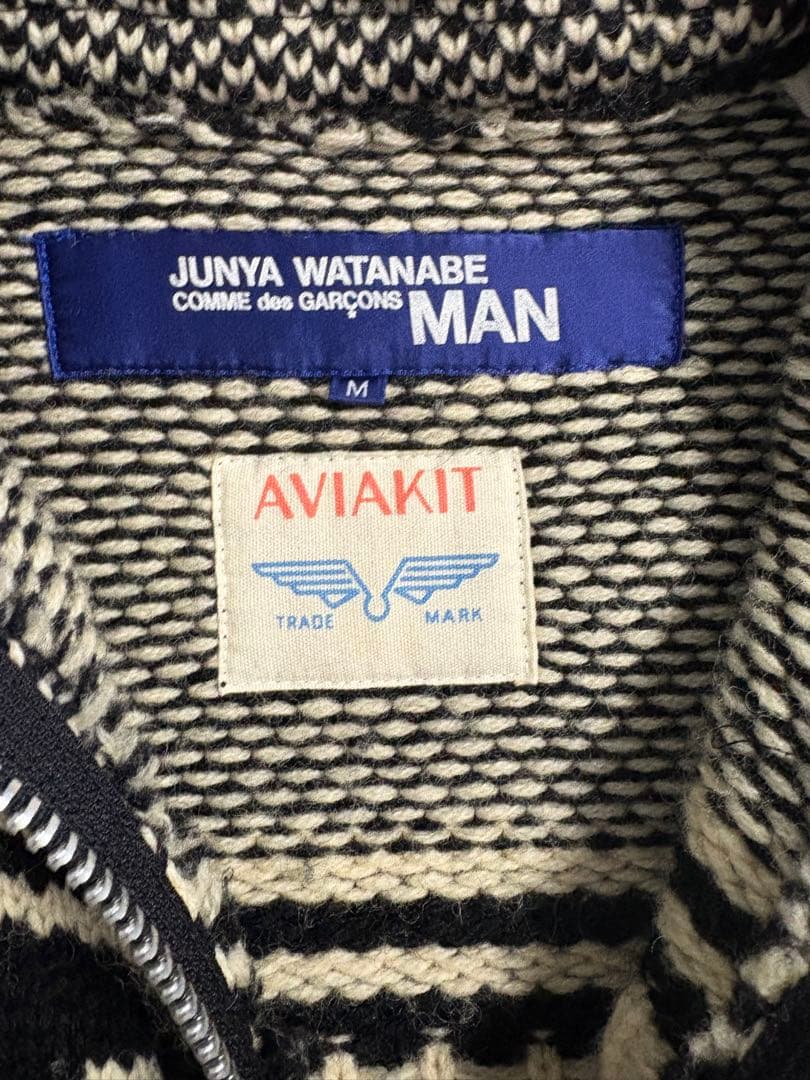 JUNYA WATANABE
COMME des GARÇONS MAN
M
AVIAKIT
TRADE MARK